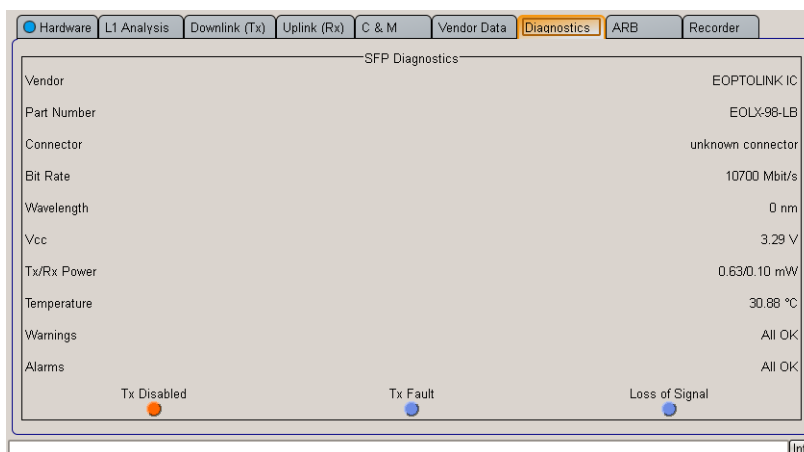 Hardware L1 Analysis Downlink (Tx) Uplink (Rx) C & M Vendor Data Diagnostics ARB Recorder
SFP Diagnostics
Vendor EOPTOLINK IC
Part Number EOLX-98-LB
Connector unknown connector
Bit Rate 10700 Mbit/s
Wavelength 0 nm
Vcc 3.29 V
Tx/Rx Power 0.63/0.10 mW
Temperature 30.88 °C
Warnings All OK
Alarms All OK
Tx Disabled Tx Fault Loss of Signal